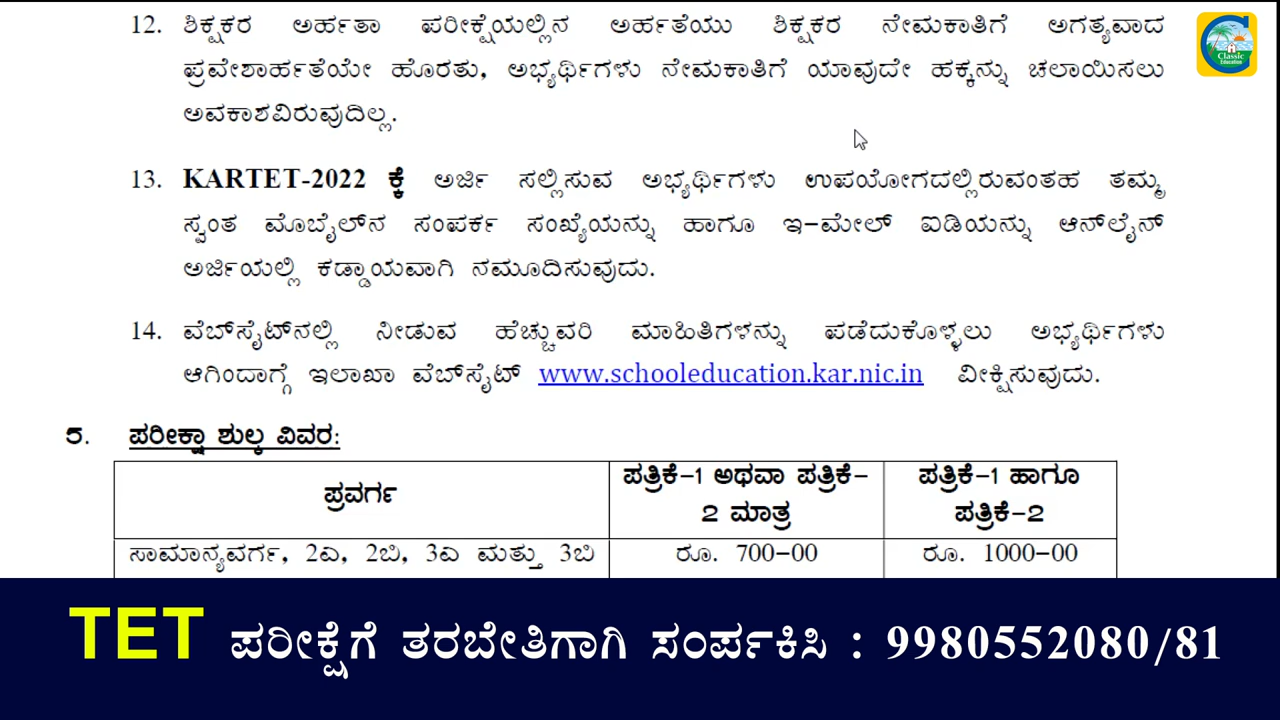 12. ಶಿಕ್ಷಕರ ಅರ್ಹತಾ ಪರೀಕ್ಷೆಯಲ್ಲಿನ ಅರ್ಹತೆಯು ಶಿಕ್ಷಕರ ನೇಮಕಾತಿಗೆ ಅಗತ್ಯವಾದ
ಪ್ರವೇಶಾರ್ಹತೆಯೇ ಹೊರತು, ಅಭ್ಯರ್ಥಿಗಳು ನೇಮಕಾತಿಗೆ ಯಾವುದೇ ಹಕ್ಕನ್ನು ಚಲಾಯಿಸಲು
ಅವಕಾಶವಿರುವುದಿಲ್ಲ.
Classic
Education
13. KARTET-2022 ಕ್ಕೆ ಅರ್ಜಿ ಸಲ್ಲಿಸುವ ಅಭ್ಯರ್ಥಿಗಳು ಉಪಯೋಗದಲ್ಲಿರುವಂತಹ ತಮ್ಮ
ಸ್ವಂತ ಮೊಬೈಲ್‌ನ ಸಂಪರ್ಕ ಸಂಖ್ಯೆಯನ್ನು ಹಾಗೂ ಇ-ಮೇಲ್ ಐಡಿಯನ್ನು ಆನ್‌ಲೈನ್
ಅರ್ಜಿಯಲ್ಲಿ ಕಡ್ಡಾಯವಾಗಿ ನಮೂದಿಸುವುದು.
14. ವೆಬ್‌ಸೈಟ್‌ನಲ್ಲಿ ನೀಡುವ ಹೆಚ್ಚುವರಿ ಮಾಹಿತಿಗಳನ್ನು ಪಡೆದುಕೊಳ್ಳಲು ಅಭ್ಯರ್ಥಿಗಳು
ಆಗಿಂದಾಗ್ಗೆ ಇಲಾಖಾ ವೆಬ್‌ಸೈಟ್ www.schooleducation.kar.nic.in ವೀಕ್ಷಿಸುವುದು.
5. ಪರೀಕ್ಷಾ ಶುಲ್ಕ ವಿವರ:
ಪ್ರವರ್ಗ
ಪತ್ರಿಕೆ-1 ಅಥವಾ ಪತ್ರಿಕೆ-
2 ಮಾತ್ರ
ಪತ್ರಿಕೆ-1 ಹಾಗೂ
ಪತ್ರಿಕೆ-2
ಸಾಮಾನ್ಯವರ್ಗ, 2ಎ, 2ಬಿ, 3ಎ ಮತ್ತು 3ಬಿ ರೂ. 700-00 ರೂ. 1000-00
TET ಪರೀಕ್ಷೆಗೆ ತರಬೇತಿಗಾಗಿ ಸಂರ್ಪಕಿಸಿ : 9980552080/81